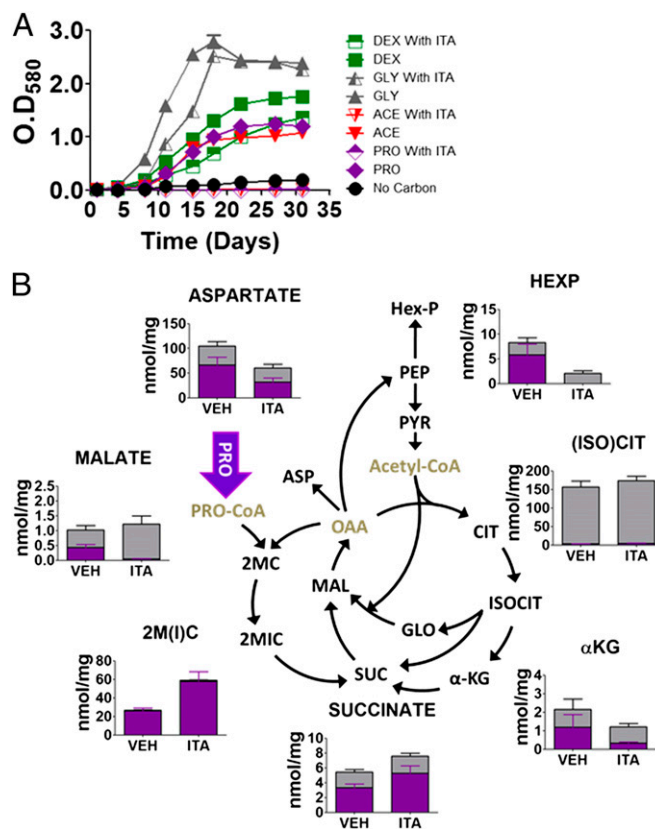 A
O.D580
3.0
2.0
1.0
0.0
0 5 10 15 20 25 30 35
Time (Days)
DEX With ITA
DEX
GLY With ITA
GLY
ACE With ITA
ACE
PRO With ITA
PRO
No Carbon
B
ASPARTATE
nmol/mg
150
100
50
0
VEH ITA
HEXP
nmol/mg
15
10
5
0
VEH ITA
Hex-P
PEP
PYR
Acetyl-CoA
PRO
PRO-CoA
ASP
OAA
CIT
2MC
MAL
ISOCIT
GLO
2MIC
SUC
α-KG
MALATE
nmol/mg
2.5
2.0
1.5
1.0
0.5
0.0
VEH ITA
(ISO)CIT
nmol/mg
200
150
100
50
0
VEH ITA
2M(I)C
nmol/mg
80
60
40
20
0
VEH ITA
SUCCINATE
nmol/mg
10
8
6
4
2
0
VEH ITA
αKG
nmol/mg
4
3
2
1
0
VEH ITA